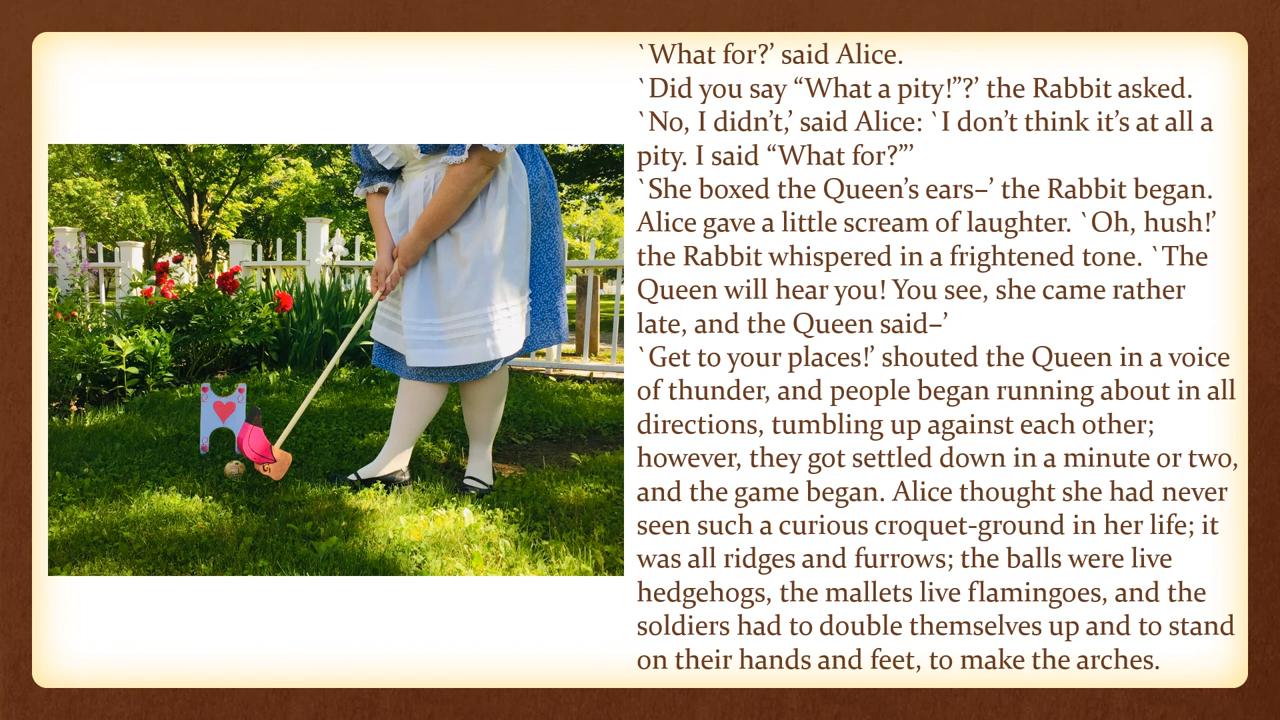 `What for?’ said Alice.
`Did you say “What a pity!”?’ the Rabbit asked.
`No, I didn’t,’ said Alice: `I don’t think it’s at all a
pity. I said “What for?”’
`She boxed the Queen’s ears–’ the Rabbit began.
Alice gave a little scream of laughter. `Oh, hush!’
the Rabbit whispered in a frightened tone. `The
Queen will hear you! You see, she came rather
late, and the Queen said–’
`Get to your places!’ shouted the Queen in a voice
of thunder, and people began running about in all
directions, tumbling up against each other;
however, they got settled down in a minute or two,
and the game began. Alice thought she had never
seen such a curious croquet-ground in her life; it
was all ridges and furrows; the balls were live
hedgehogs, the mallets live flamingoes, and the
soldiers had to double themselves up and to stand
on their hands and feet, to make the arches.